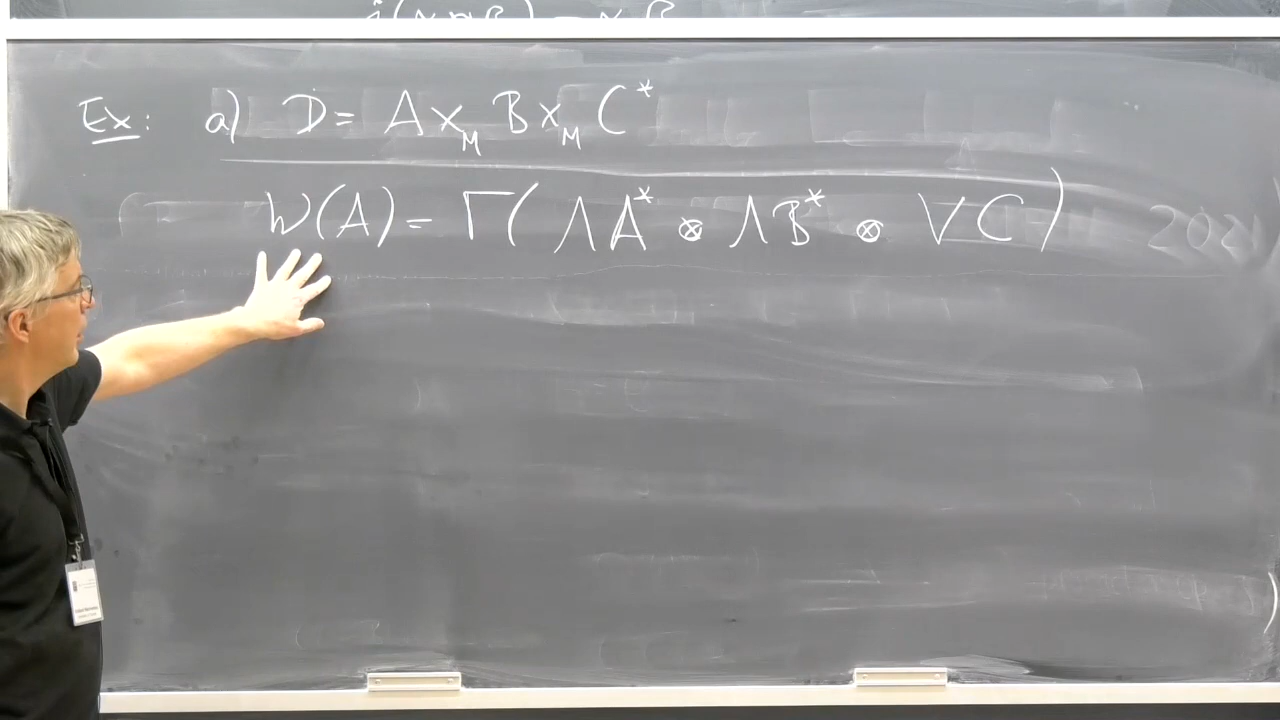 Ex: a) D = A ×_M B ×_M C*
W(A) = Γ( ΛA* ⊗ ΛB* ⊗ VC )